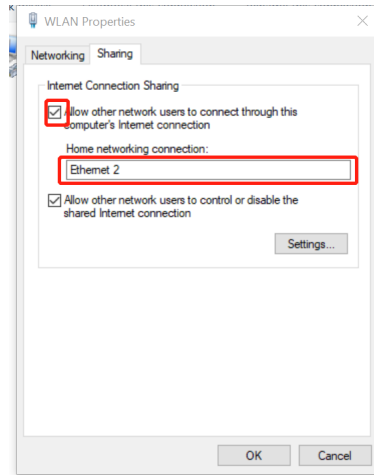 WLAN Properties
Networking
Sharing
Internet Connection Sharing
Allow other network users to connect through this
computer's Internet connection
Home networking connection:
Ethernet 2
Allow other network users to control or disable the
shared Internet connection
Settings...
OK
Cancel